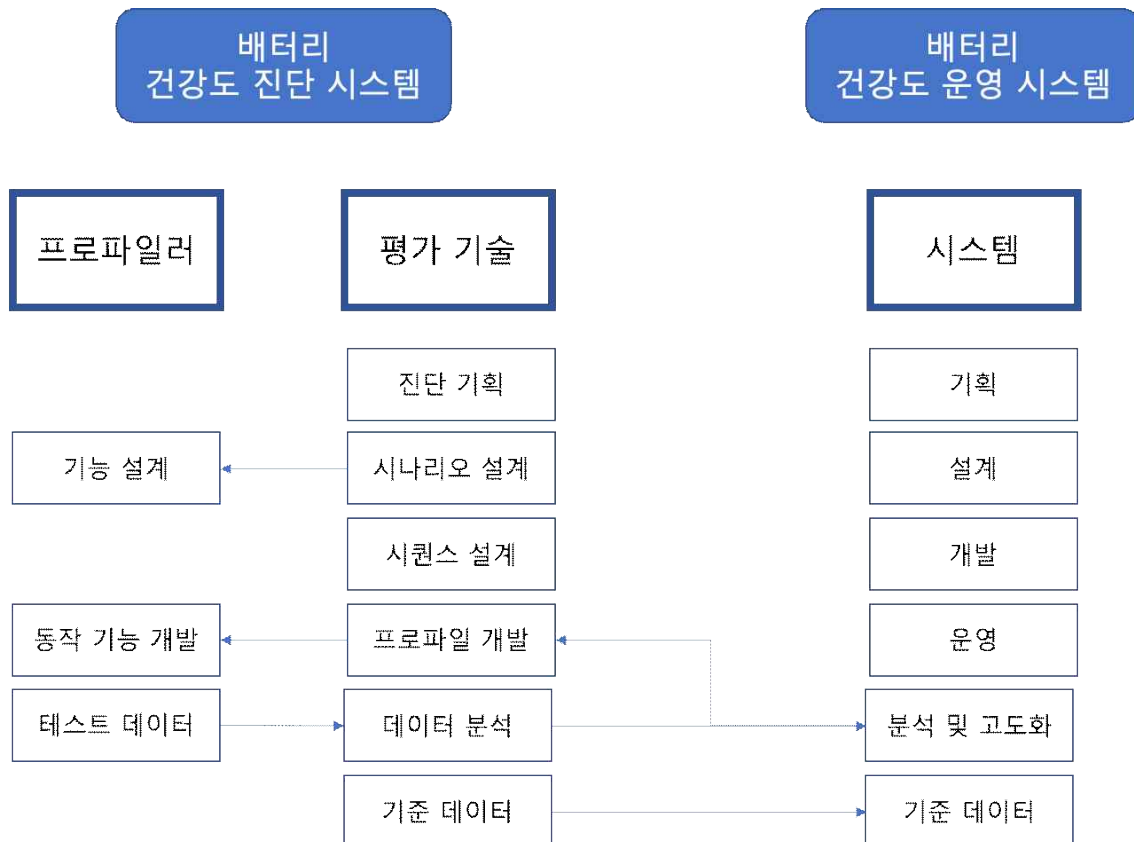 배터리
건강도 진단 시스템
배터리
건강도 운영 시스템
프로파일러
평가 기술
시스템
진단 기획
기획
기능 설계
시나리오 설계
설계
시퀀스 설계
개발
동작 기능 개발
프로파일 개발
운영
테스트 데이터
데이터 분석
분석 및 고도화
기준 데이터
기준 데이터